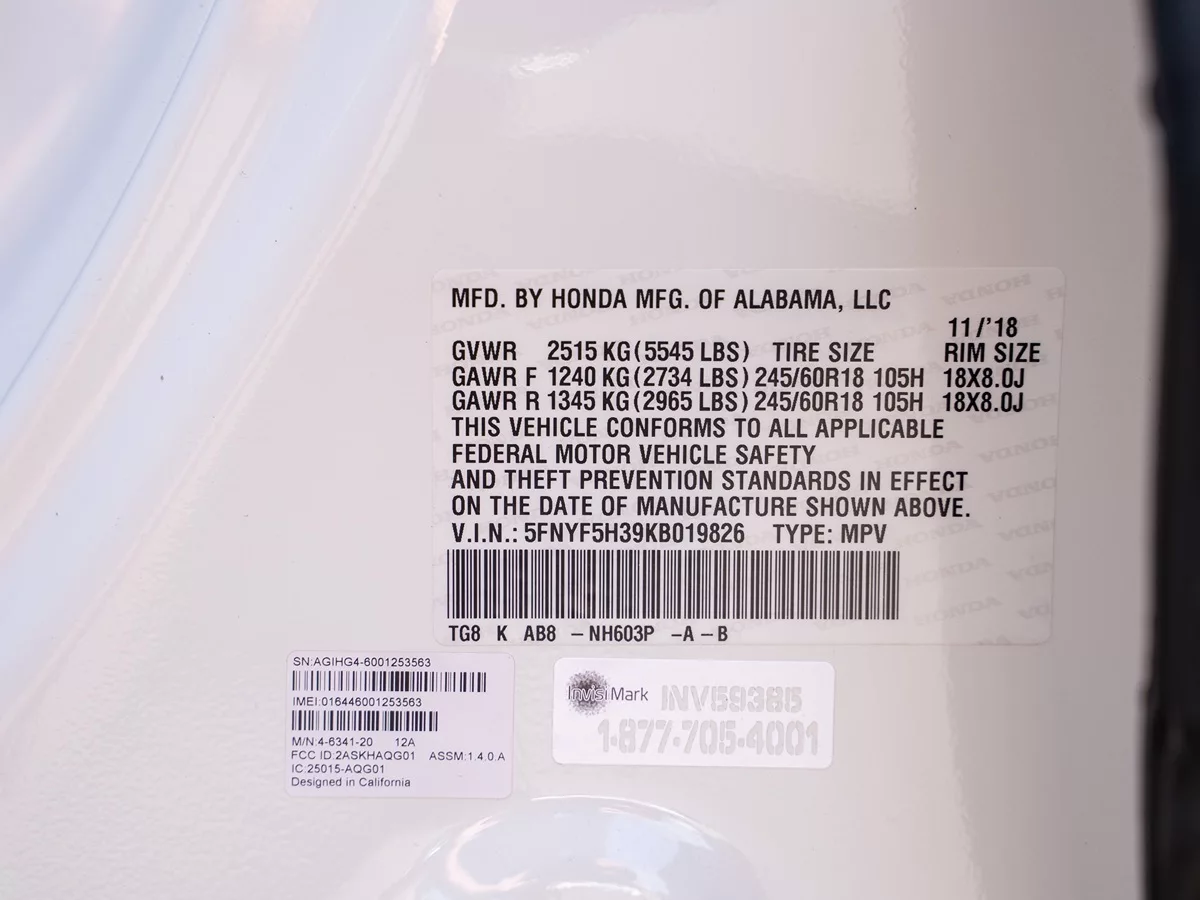 MFD. BY HONDA MFG. OF ALABAMA, LLC
11/'18
GVWR 2515 KG(5545 LBS) TIRE SIZE RIM SIZE
GAWR F 1240 KG(2734 LBS) 245/60R18 105H 18X8.0J
GAWR R 1345 KG(2965 LBS) 245/60R18 105H 18X8.0J
THIS VEHICLE CONFORMS TO ALL APPLICABLE
FEDERAL MOTOR VEHICLE SAFETY
AND THEFT PREVENTION STANDARDS IN EFFECT
ON THE DATE OF MANUFACTURE SHOWN ABOVE.
V.I.N.: 5FNYF5H39KB019826 TYPE: MPV
TG8 K AB8 – NH603P – A – B
SN:AGIHG4-6001253563
IMEI:016446001253563
M/N:4-6341-20 12A
FCC ID:2ASKHAQG01 ASSM:1.4.0.A
IC:25015-AQG01
Designed in California
InvisiMark INV59385
1-877-705-4001